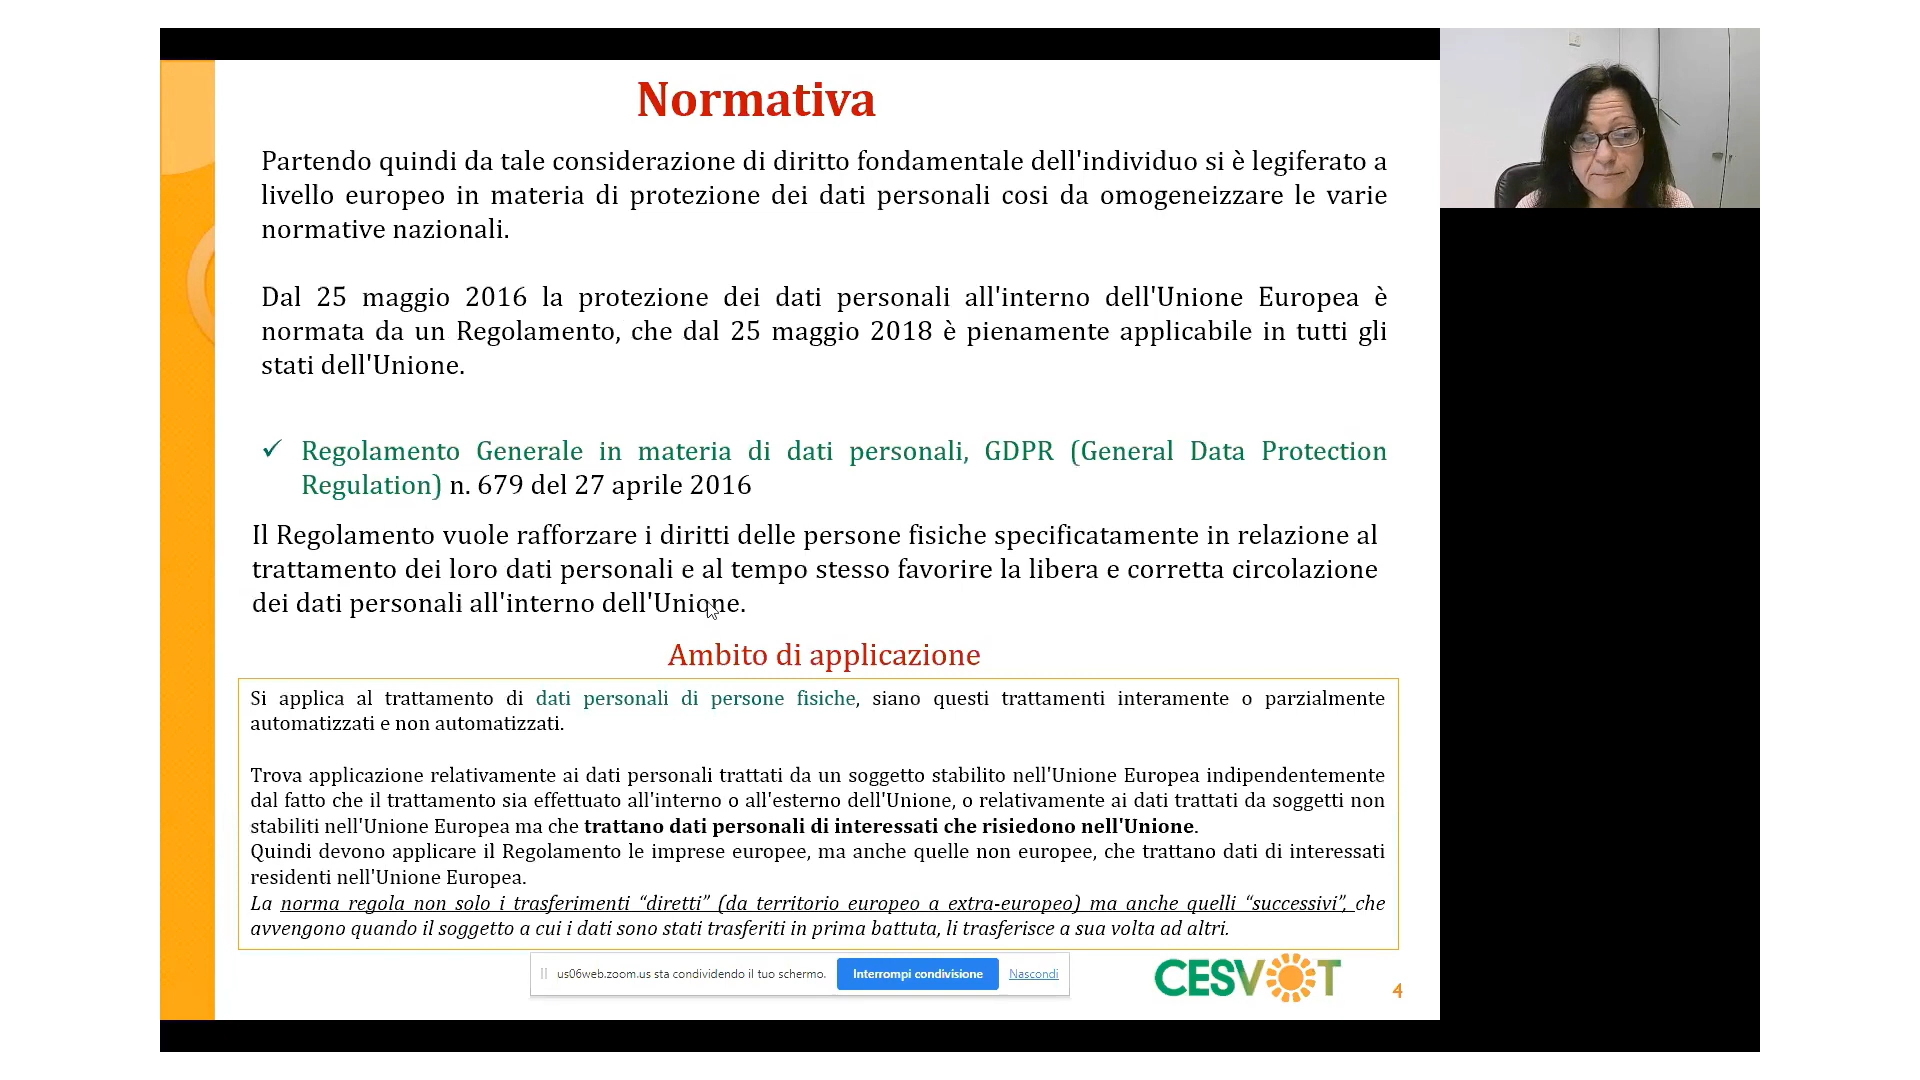 Normativa
Partendo quindi da tale considerazione di diritto fondamentale dell'individuo si è legiferato a
livello europeo in materia di protezione dei dati personali cosi da omogeneizzare le varie
normative nazionali.
Dal 25 maggio 2016 la protezione dei dati personali all'interno dell'Unione Europea è
normata da un Regolamento, che dal 25 maggio 2018 è pienamente applicabile in tutti gli
stati dell'Unione.
✓ Regolamento Generale in materia di dati personali, GDPR (General Data Protection
Regulation) n. 679 del 27 aprile 2016
Il Regolamento vuole rafforzare i diritti delle persone fisiche specificatamente in relazione al
trattamento dei loro dati personali e al tempo stesso favorire la libera e corretta circolazione
dei dati personali all'interno dell'Unione.
Ambito di applicazione
Si applica al trattamento di dati personali di persone fisiche, siano questi trattamenti interamente o parzialmente
automatizzati e non automatizzati.
Trova applicazione relativamente ai dati personali trattati da un soggetto stabilito nell'Unione Europea indipendentemente
dal fatto che il trattamento sia effettuato all'interno o all'esterno dell'Unione, o relativamente ai dati trattati da soggetti non
stabiliti nell'Unione Europea ma che trattano dati personali di interessati che risiedono nell'Unione.
Quindi devono applicare il Regolamento le imprese europee, ma anche quelle non europee, che trattano dati di interessati
residenti nell'Unione Europea.
La norma regola non solo i trasferimenti “diretti” (da territorio europeo a extra-europeo) ma anche quelli “successivi”, che
avvengono quando il soggetto a cui i dati sono stati trasferiti in prima battuta, li trasferisce a sua volta ad altri.
us06web.zoom.us sta condividendo il tuo schermo. Interrompi condivisione Nascondi
CESVOT
4